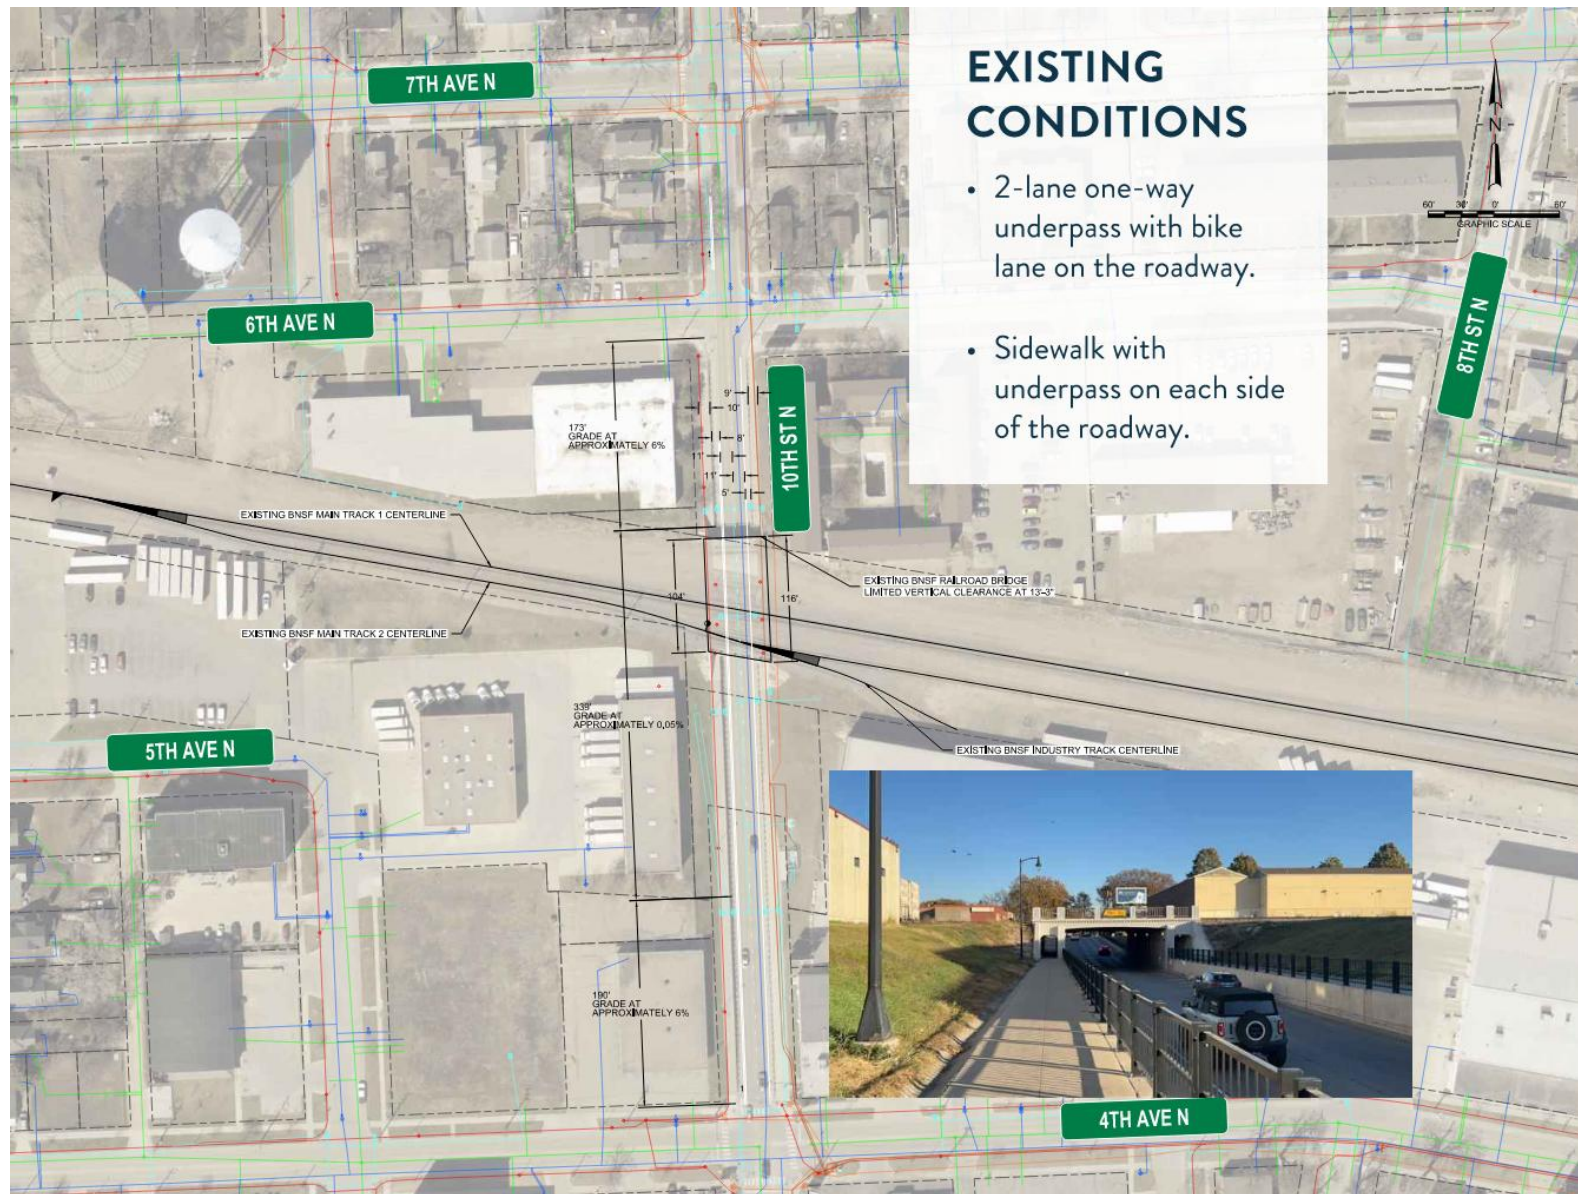 EXISTING
CONDITIONS
• 2-lane one-way
underpass with bike
lane on the roadway.
• Sidewalk with
underpass on each side
of the roadway.
N
60' 30' 0' 60'
GRAPHIC SCALE
7TH AVE N
6TH AVE N
8TH ST N
10TH ST N
9'
10'
8'
11'
11'
5'
173'
GRADE AT
APPROXIMATELY 6%
EXISTING BNSF MAIN TRACK 1 CENTERLINE
EXISTING BNSF RAILROAD BRIDGE
LIMITED VERTICAL CLEARANCE AT 13'-3"
104'
116'
EXISTING BNSF MAIN TRACK 2 CENTERLINE
339'
GRADE AT
APPROXIMATELY 0.05%
5TH AVE N
EXISTING BNSF INDUSTRY TRACK CENTERLINE
190'
GRADE AT
APPROXIMATELY 6%
4TH AVE N